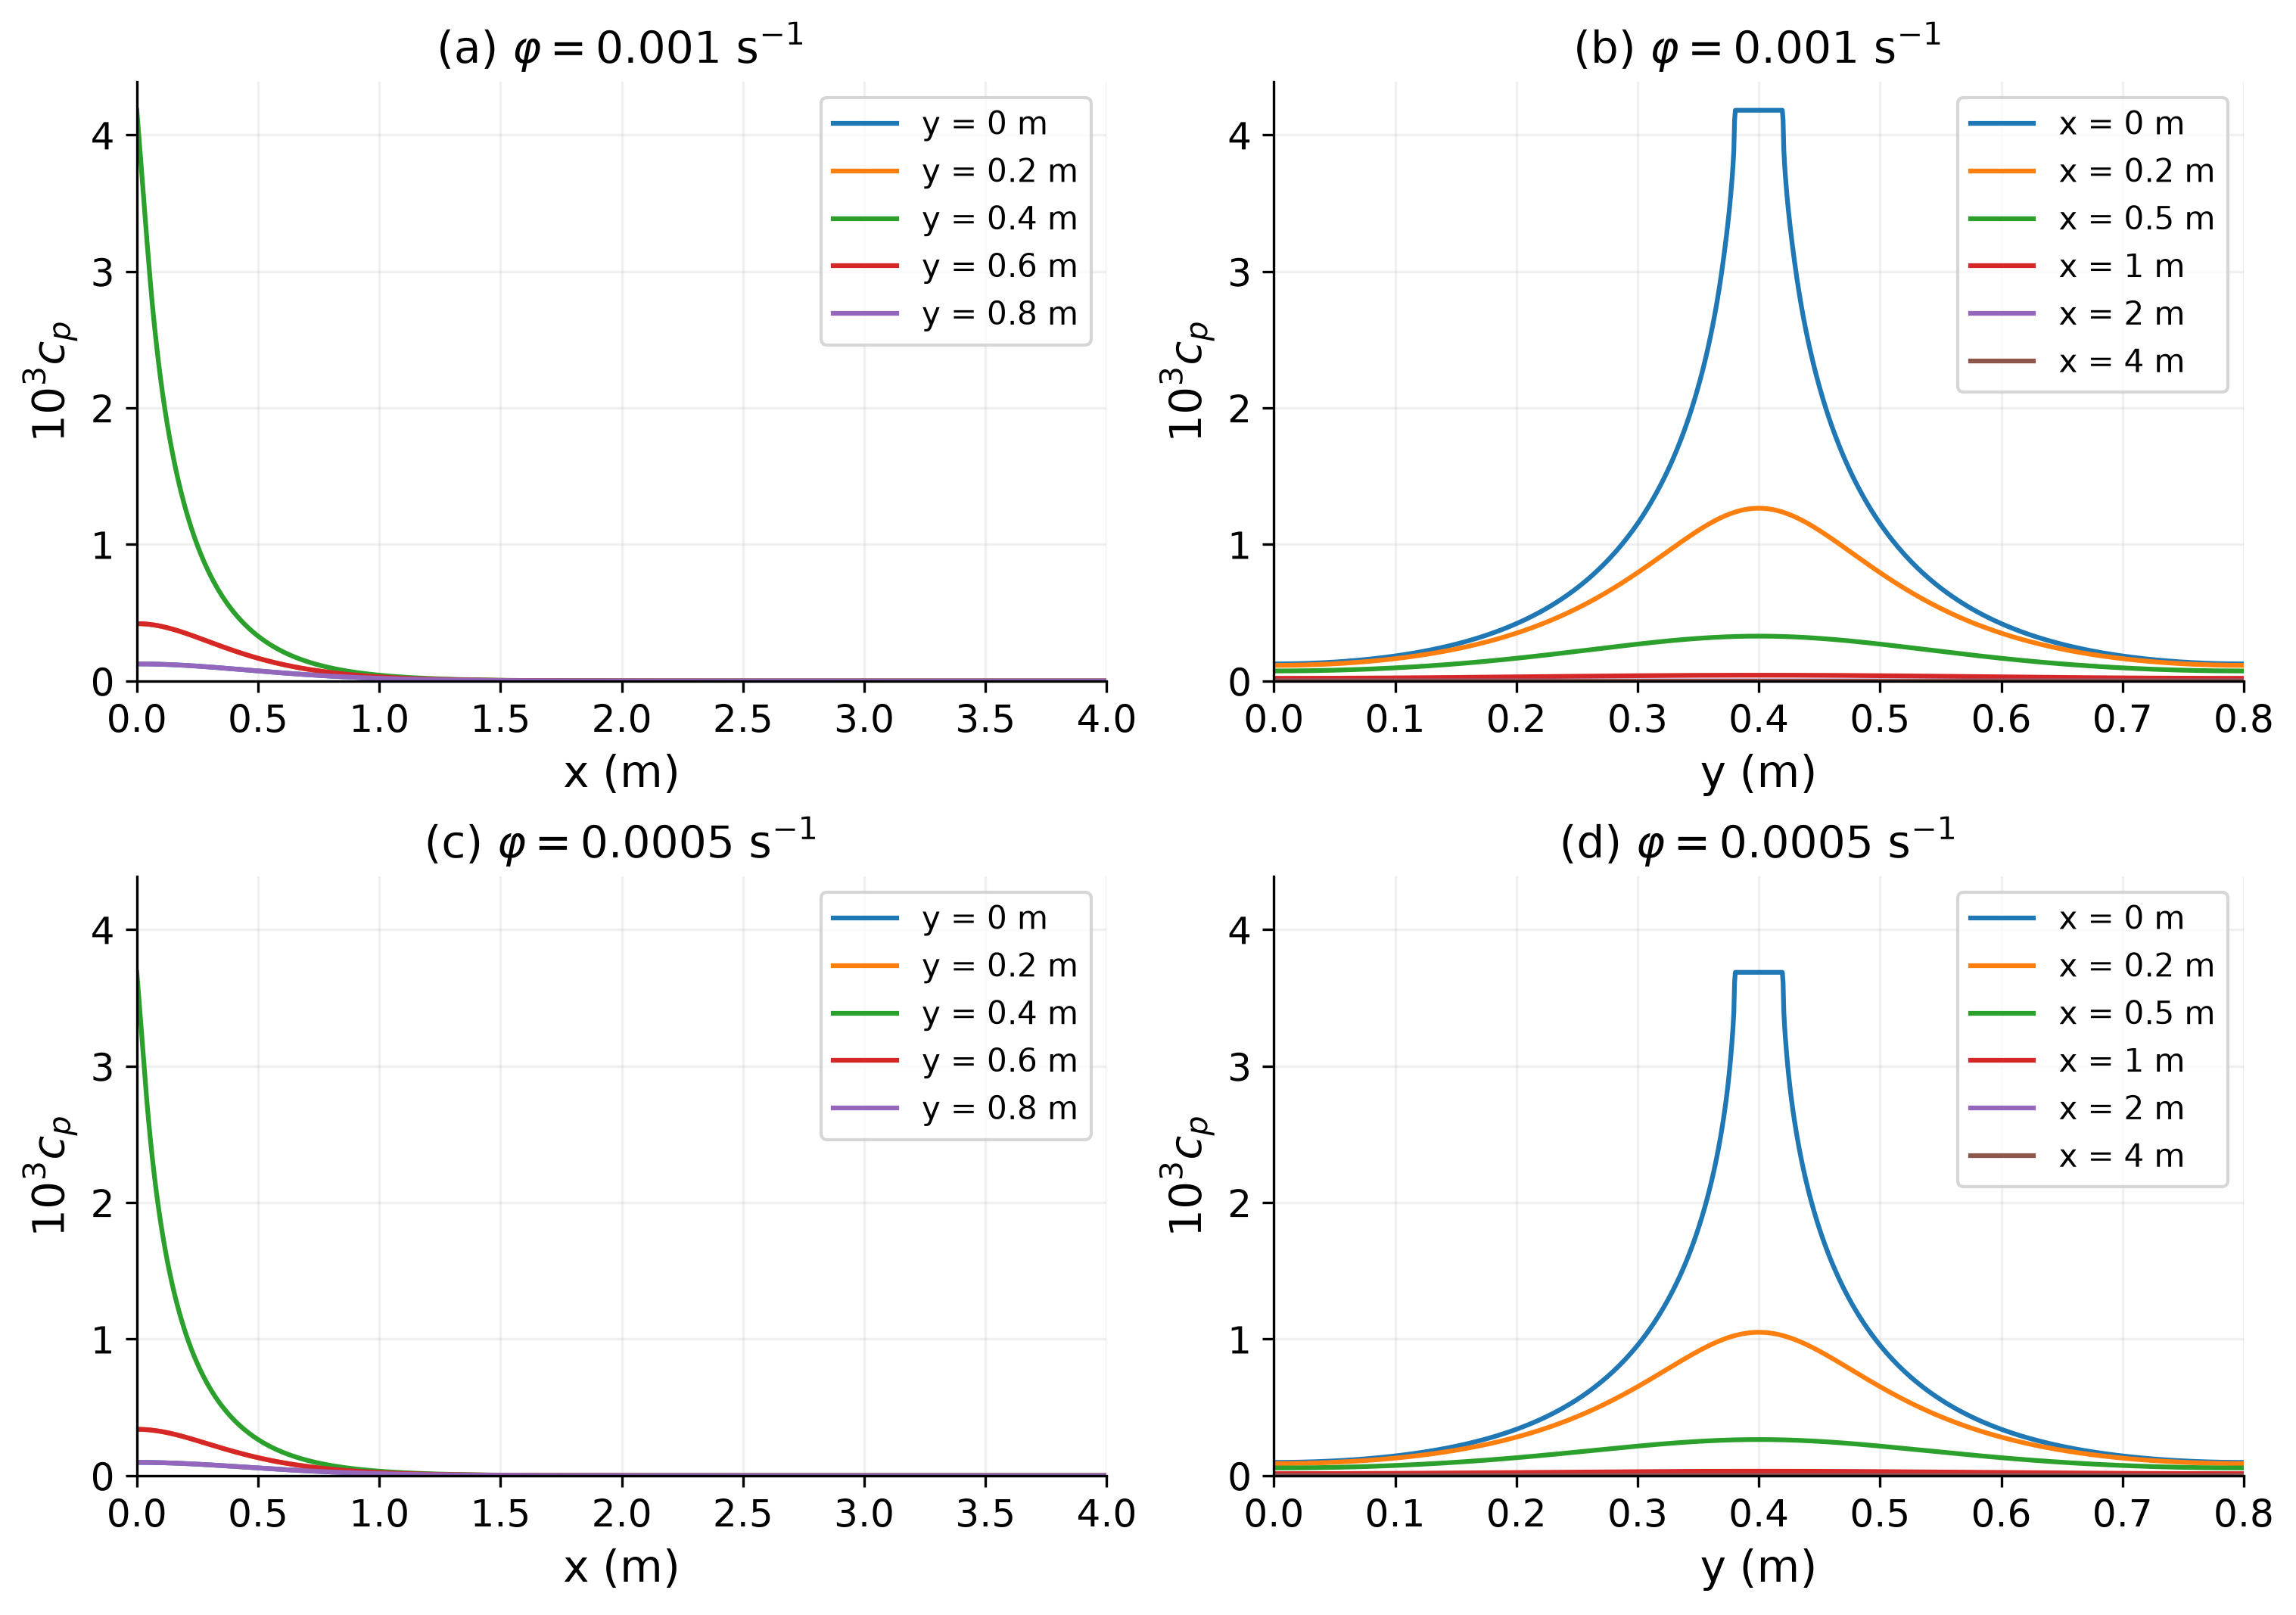 (a) φ = 0.001 s⁻¹
10³cₚ
4
3
2
1
0
0.0 0.5 1.0 1.5 2.0 2.5 3.0 3.5 4.0
x (m)
y = 0 m
y = 0.2 m
y = 0.4 m
y = 0.6 m
y = 0.8 m
(b) φ = 0.001 s⁻¹
10³cₚ
4
3
2
1
0
0.0 0.1 0.2 0.3 0.4 0.5 0.6 0.7 0.8
y (m)
x = 0 m
x = 0.2 m
x = 0.5 m
x = 1 m
x = 2 m
x = 4 m
(c) φ = 0.0005 s⁻¹
10³cₚ
4
3
2
1
0
0.0 0.5 1.0 1.5 2.0 2.5 3.0 3.5 4.0
x (m)
y = 0 m
y = 0.2 m
y = 0.4 m
y = 0.6 m
y = 0.8 m
(d) φ = 0.0005 s⁻¹
10³cₚ
4
3
2
1
0
0.0 0.1 0.2 0.3 0.4 0.5 0.6 0.7 0.8
y (m)
x = 0 m
x = 0.2 m
x = 0.5 m
x = 1 m
x = 2 m
x = 4 m